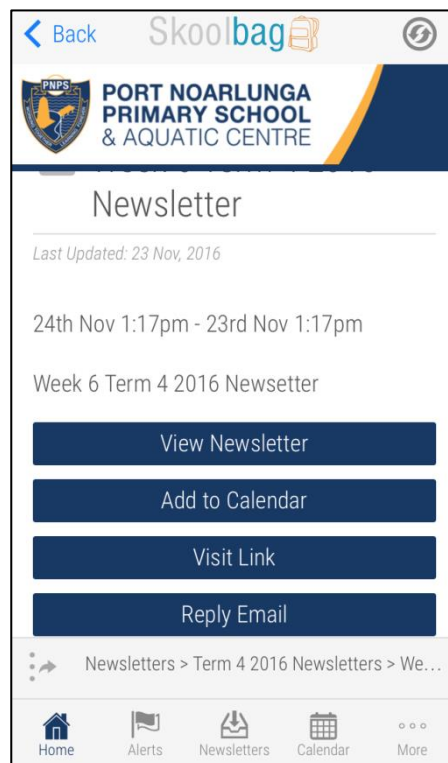 Back
Skoolbag
PNPS
PORT NOARLUNGA
PRIMARY SCHOOL
& AQUATIC CENTRE
Newsletter
Last Updated: 23 Nov, 2016
24th Nov 1:17pm - 23rd Nov 1:17pm
Week 6 Term 4 2016 Newsetter
View Newsletter
Add to Calendar
Visit Link
Reply Email
Newsletters > Term 4 2016 Newsletters > We...
Home
Alerts
Newsletters
Calendar
More